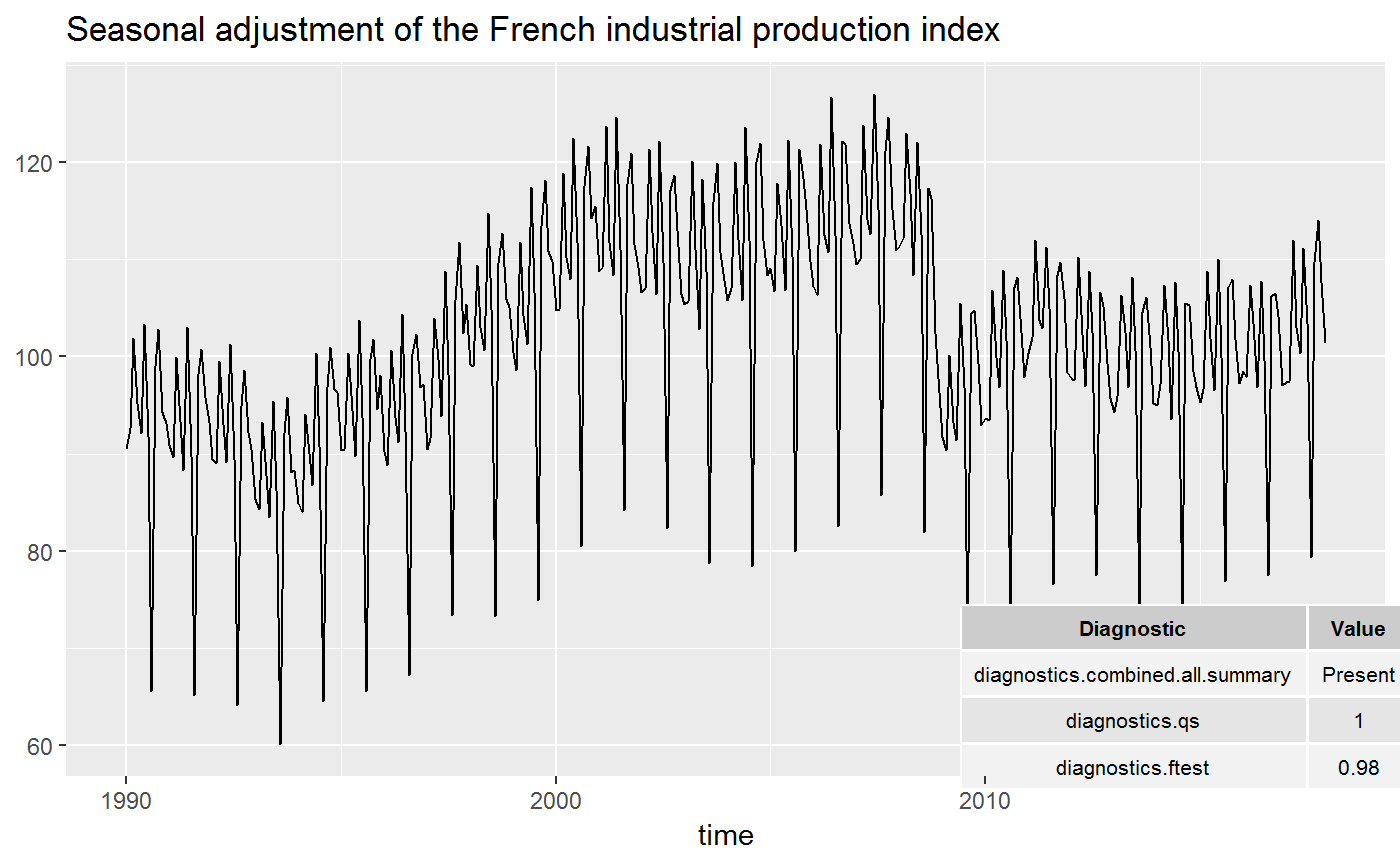 Seasonal adjustment of the French industrial production index
120
100
80
60
Diagnostic Value
diagnostics.combined.all.summary Present
diagnostics.qs 1
diagnostics.ftest 0.98
1990 2000 2010
time